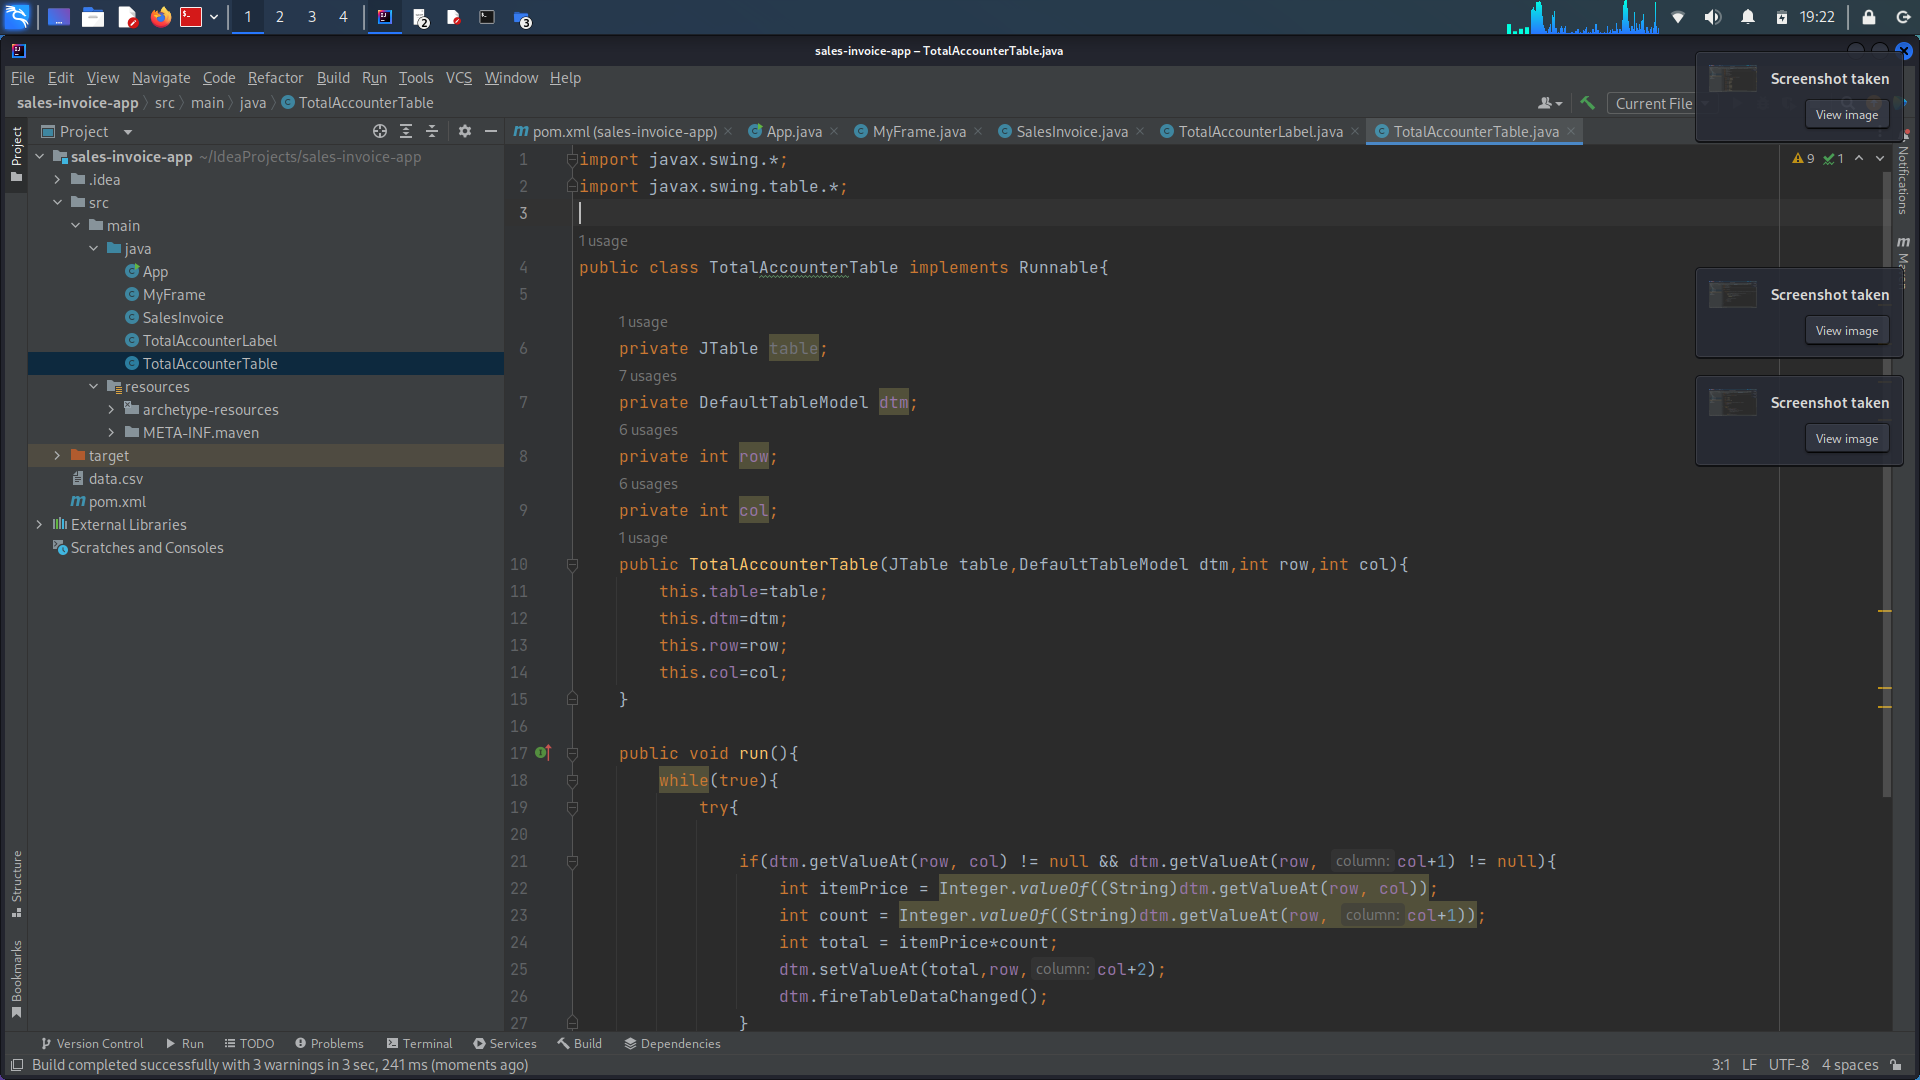 1
2
3
4
2
3
19:22
sales-invoice-app – TotalAccounterTable.java
File Edit View Navigate Code Refactor Build Run Tools VCS Window Help
sales-invoice-app src main java TotalAccounterTable
Current File
Screenshot taken
View image
Screenshot taken
View image
Screenshot taken
View image
Project
Project
sales-invoice-app ~/IdeaProjects/sales-invoice-app
.idea
src
main
java
App
MyFrame
SalesInvoice
TotalAccounterLabel
TotalAccounterTable
resources
archetype-resources
META-INF.maven
target
data.csv
pom.xml
External Libraries
Scratches and Consoles
Structure
Bookmarks
pom.xml (sales-invoice-app) App.java MyFrame.java SalesInvoice.java TotalAccounterLabel.java TotalAccounterTable.java
9 1
Notifications
1 import javax.swing.*;
2 import javax.swing.table.*;
3
1 usage
4 public class TotalAccounterTable implements Runnable{
5
1 usage
6 private JTable table;
7 usages
7 private DefaultTableModel dtm;
6 usages
8 private int row;
6 usages
9 private int col;
1 usage
10 public TotalAccounterTable(JTable table,DefaultTableModel dtm,int row,int col){
11 this.table=table;
12 this.dtm=dtm;
13 this.row=row;
14 this.col=col;
15 }
16
17 public void run(){
18 while(true){
19 try{
20
21 if(dtm.getValueAt(row, col) != null && dtm.getValueAt(row, column: col+1) != null){
22 int itemPrice = Integer.valueOf((String)dtm.getValueAt(row, col));
23 int count = Integer.valueOf((String)dtm.getValueAt(row, column: col+1));
24 int total = itemPrice*count;
25 dtm.setValueAt(total,row, column: col+2);
26 dtm.fireTableDataChanged();
27 }
Version Control Run TODO Problems Terminal Services Build Dependencies
Build completed successfully with 3 warnings in 3 sec, 241 ms (moments ago)
3:1 LF UTF-8 4 spaces